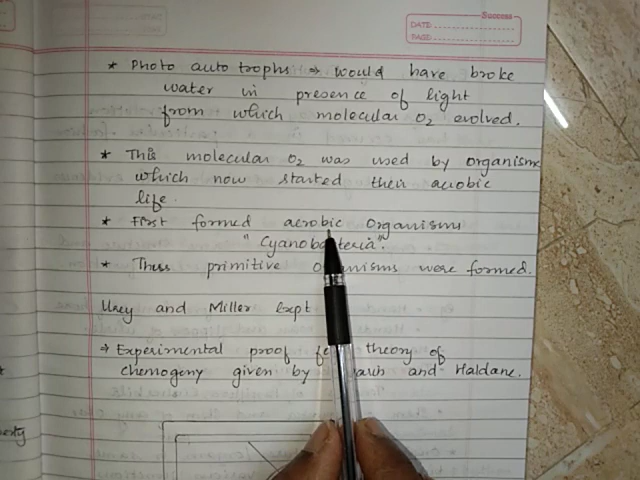 Success
DATE
PAGE
* Photo auto trophs ⇒ would have broke
water in presence of light
from which molecular O2 evolved.
* This molecular O2 was used by organisms
which now started their aerobic
life.
* First formed aerobic organisms
"Cyanobacteria".
* Thus primitive organisms were formed.
Urey and Miller Expt
⇒ Experimental proof theory of
chemogeny given by and Haldane.